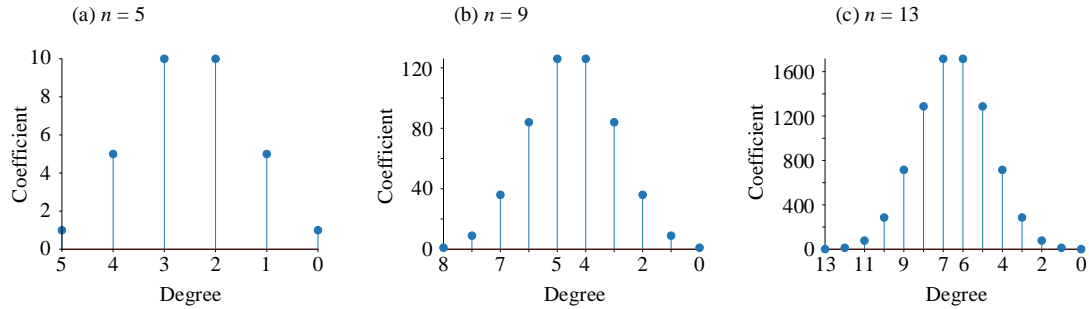 (a) n = 5
10
8
6
4
2
0
Coefficient
5 4 3 2 1 0
Degree
(b) n = 9
120
80
40
0
Coefficient
8 7 5 4 2 0
Degree
(c) n = 13
1600
1200
800
400
0
Coefficient
13 11 9 7 6 4 2 0
Degree